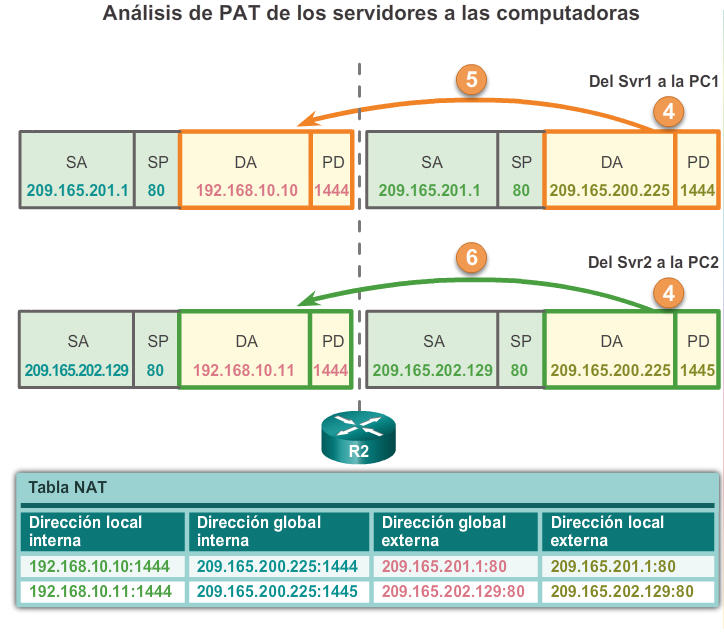 Análisis de PAT de los servidores a las computadoras
5
Del Svr1 a la PC1
4
SA SP DA PD SA SP DA PD
209.165.201.1 80 192.168.10.10 1444 209.165.201.1 80 209.165.200.225 1444
6
Del Svr2 a la PC2
4
SA SP DA PD SA SP DA PD
209.165.202.129 80 192.168.10.11 1444 209.165.202.129 80 209.165.200.225 1445
R2
Tabla NAT
Dirección local interna Dirección global interna Dirección global externa Dirección local externa
192.168.10.10:1444 209.165.200.225:1444 209.165.201.1:80 209.165.201.1:80
192.168.10.11:1444 209.165.200.225:1445 209.165.202.129:80 209.165.202.129:80